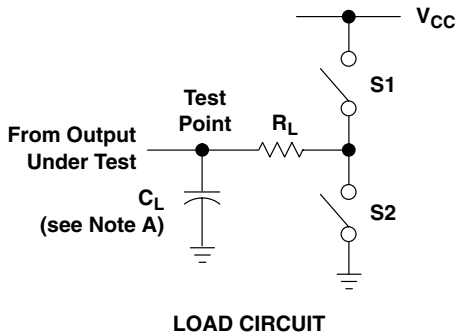 VCC
S1
Test
Point
RL
From Output
Under Test
CL
(see Note A)
S2
LOAD CIRCUIT